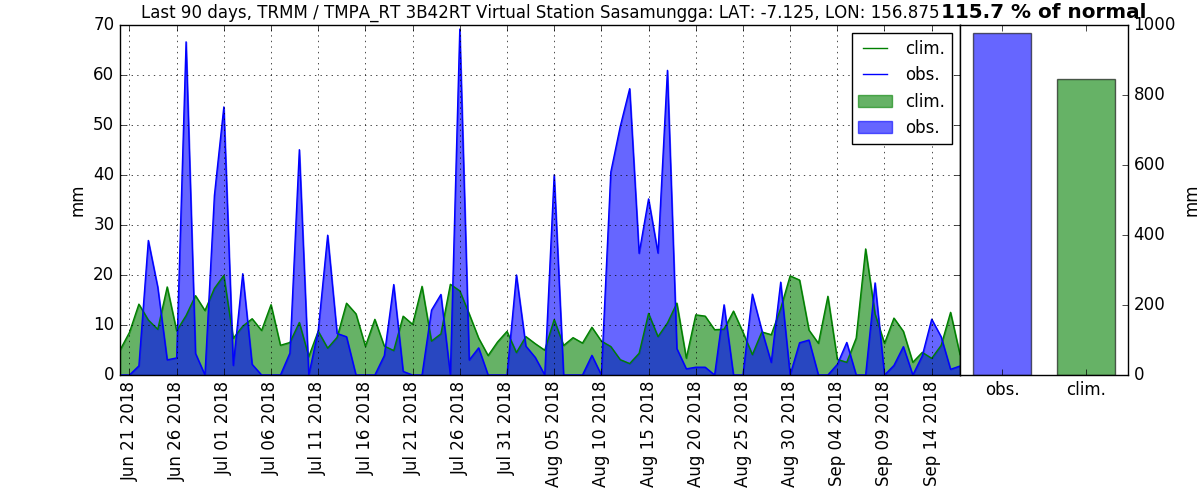 Last 90 days, TRMM / TMPA_RT 3B42RT Virtual Station Sasamungga: LAT: -7.125, LON: 156.875
115.7 % of normal
70
60
50
40
30
20
10
0
mm
clim.
obs.
clim.
obs.
1000
800
600
400
200
0
mm
Jun 21 2018
Jun 26 2018
Jul 01 2018
Jul 06 2018
Jul 11 2018
Jul 16 2018
Jul 21 2018
Jul 26 2018
Jul 31 2018
Aug 05 2018
Aug 10 2018
Aug 15 2018
Aug 20 2018
Aug 25 2018
Aug 30 2018
Sep 04 2018
Sep 09 2018
Sep 14 2018
obs.
clim.